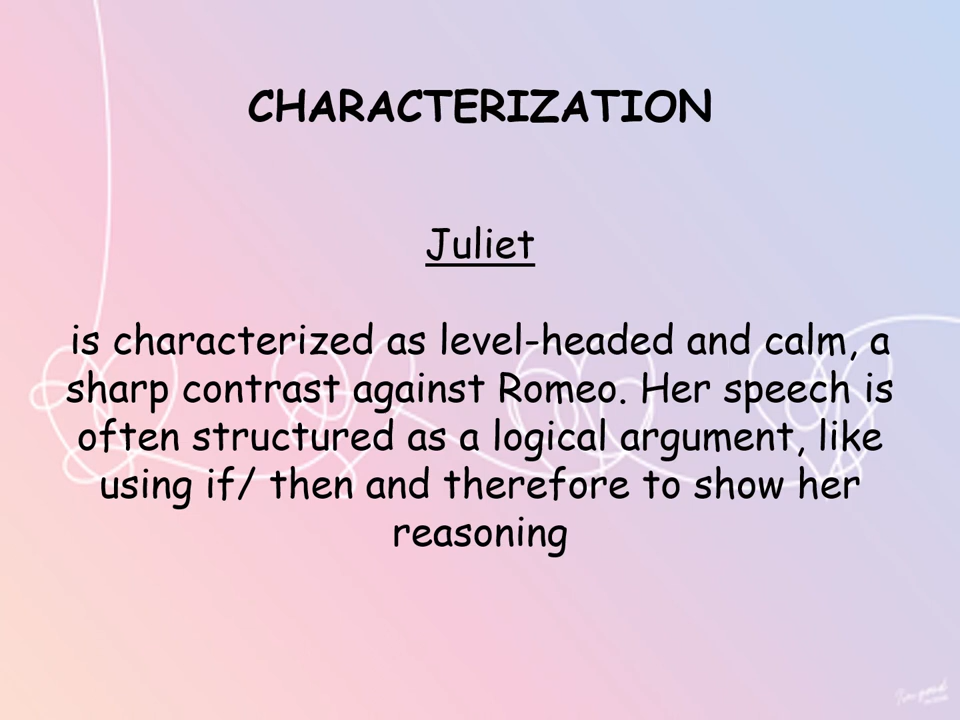 CHARACTERIZATION
Juliet
is characterized as level-headed and calm, a
sharp contrast against Romeo. Her speech is
often structured as a logical argument, like
using if/ then and therefore to show her
reasoning